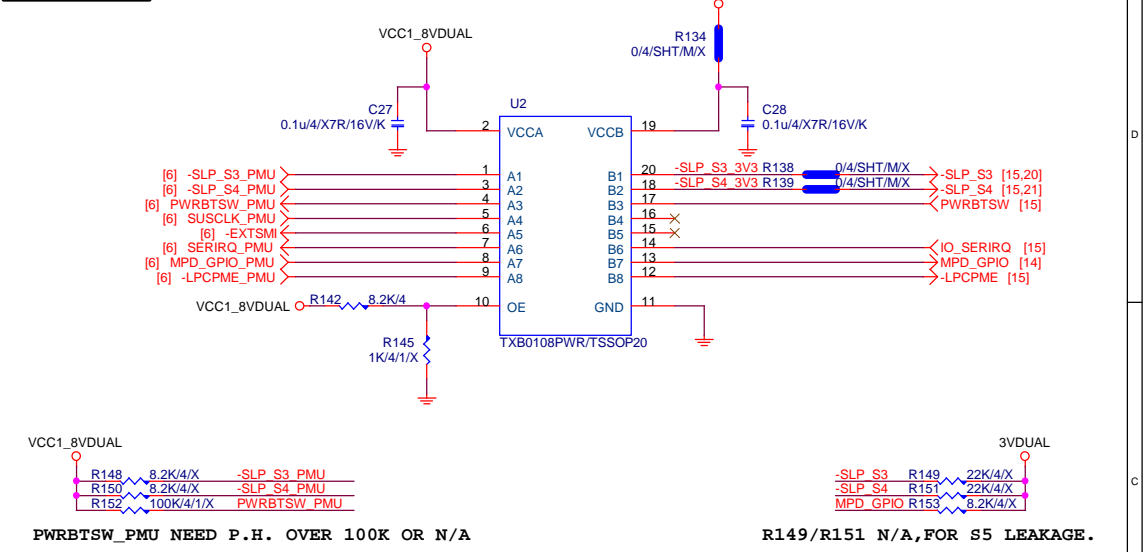 R134
0/4/SHT/M/X
VCC1_8VDUAL
C27
0.1u/4/X7R/16V/K
C28
0.1u/4/X7R/16V/K
U2
2 VCCA VCCB 19
[6] -SLP_S3_PMU 1 A1 B1 20 -SLP_S3_3V3 R138 0/4/SHT/M/X -SLP_S3 [15,20]
[6] -SLP_S4_PMU 3 A2 B2 18 -SLP_S4_3V3 R139 0/4/SHT/M/X -SLP_S4 [15,21]
[6] PWRBTSW_PMU 4 A3 B3 17 PWRBTSW [15]
[6] SUSCLK_PMU 5 A4 B4 16
[6] -EXTSMI 6 A5 B5 15
[6] SERIRQ_PMU 7 A6 B6 14 IO_SERIRQ [15]
[6] MPD_GPIO_PMU 8 A7 B7 13 MPD_GPIO [14]
[6] -LPCPME_PMU 9 A8 B8 12 -LPCPME [15]
VCC1_8VDUAL R142 8.2K/4 10 OE GND 11
TXB0108PWR/TSSOP20
R145
1K/4/1/X
VCC1_8VDUAL
R148 8.2K/4/X -SLP_S3_PMU
R150 8.2K/4/X -SLP_S4_PMU
R152 100K/4/1/X PWRBTSW_PMU
PWRBTSW_PMU NEED P.H. OVER 100K OR N/A
3VDUAL
-SLP_S3 R149 22K/4/X
-SLP_S4 R151 22K/4/X
MPD_GPIO R153 8.2K/4/X
R149/R151 N/A,FOR S5 LEAKAGE.
D
C